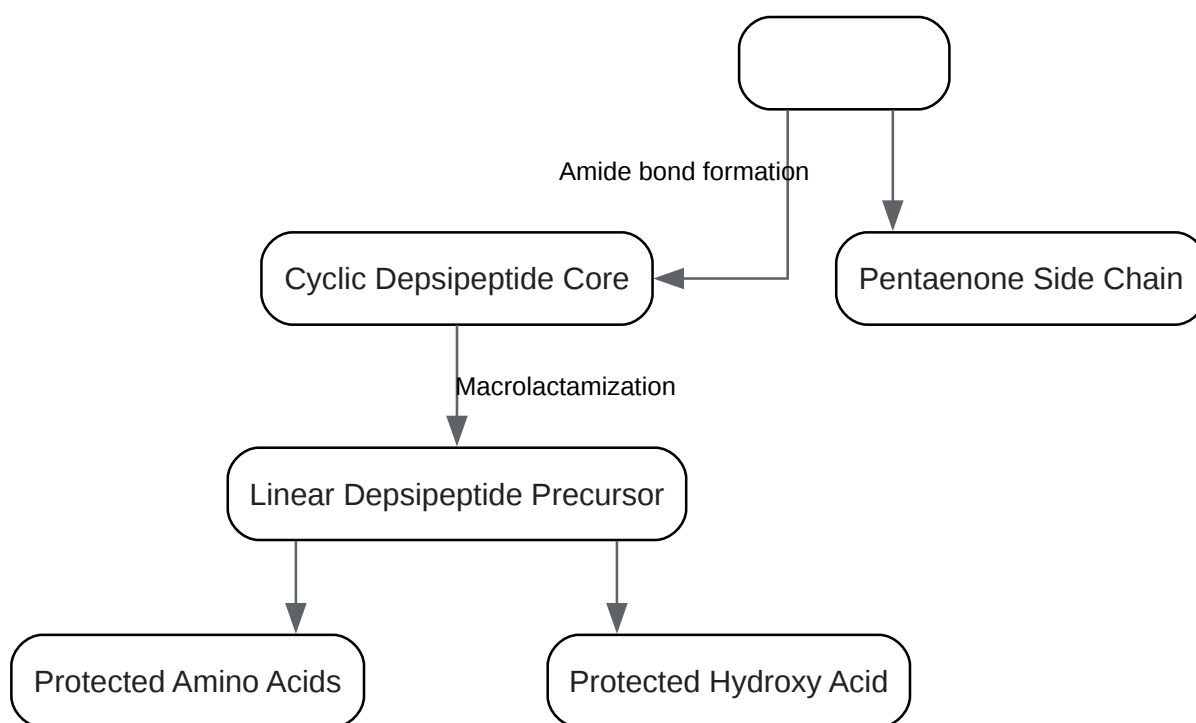 Amide bond formation
Cyclic Depsipeptide Core
Pentaenone Side Chain
Macrolactamization
Linear Depsipeptide Precursor
Protected Amino Acids
Protected Hydroxy Acid